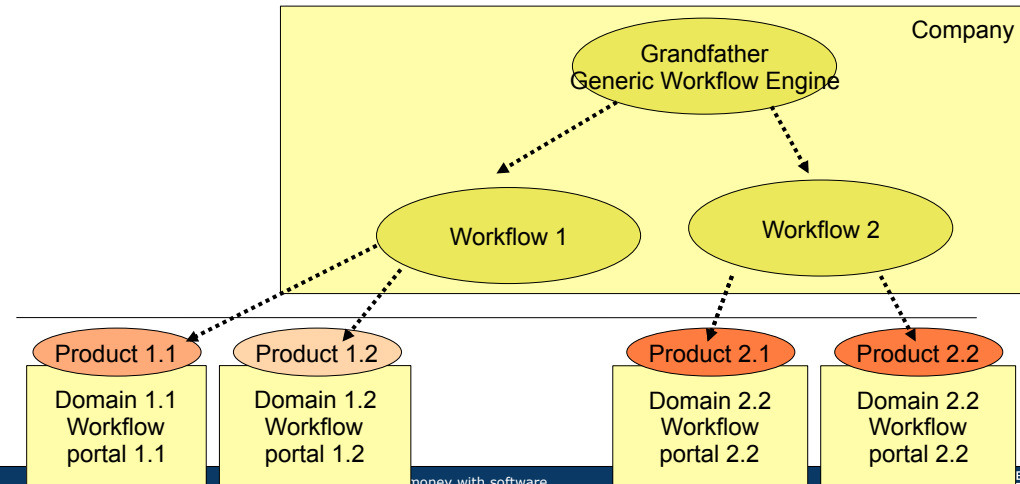 Company
Grandfather
Generic Workflow Engine
Workflow 1
Workflow 2
Product 1.1
Product 1.2
Product 2.1
Product 2.2
Domain 1.1
Workflow
portal 1.1
Domain 1.2
Workflow
portal 1.2
Domain 2.2
Workflow
portal 2.2
Domain 2.2
Workflow
portal 2.2
money with software